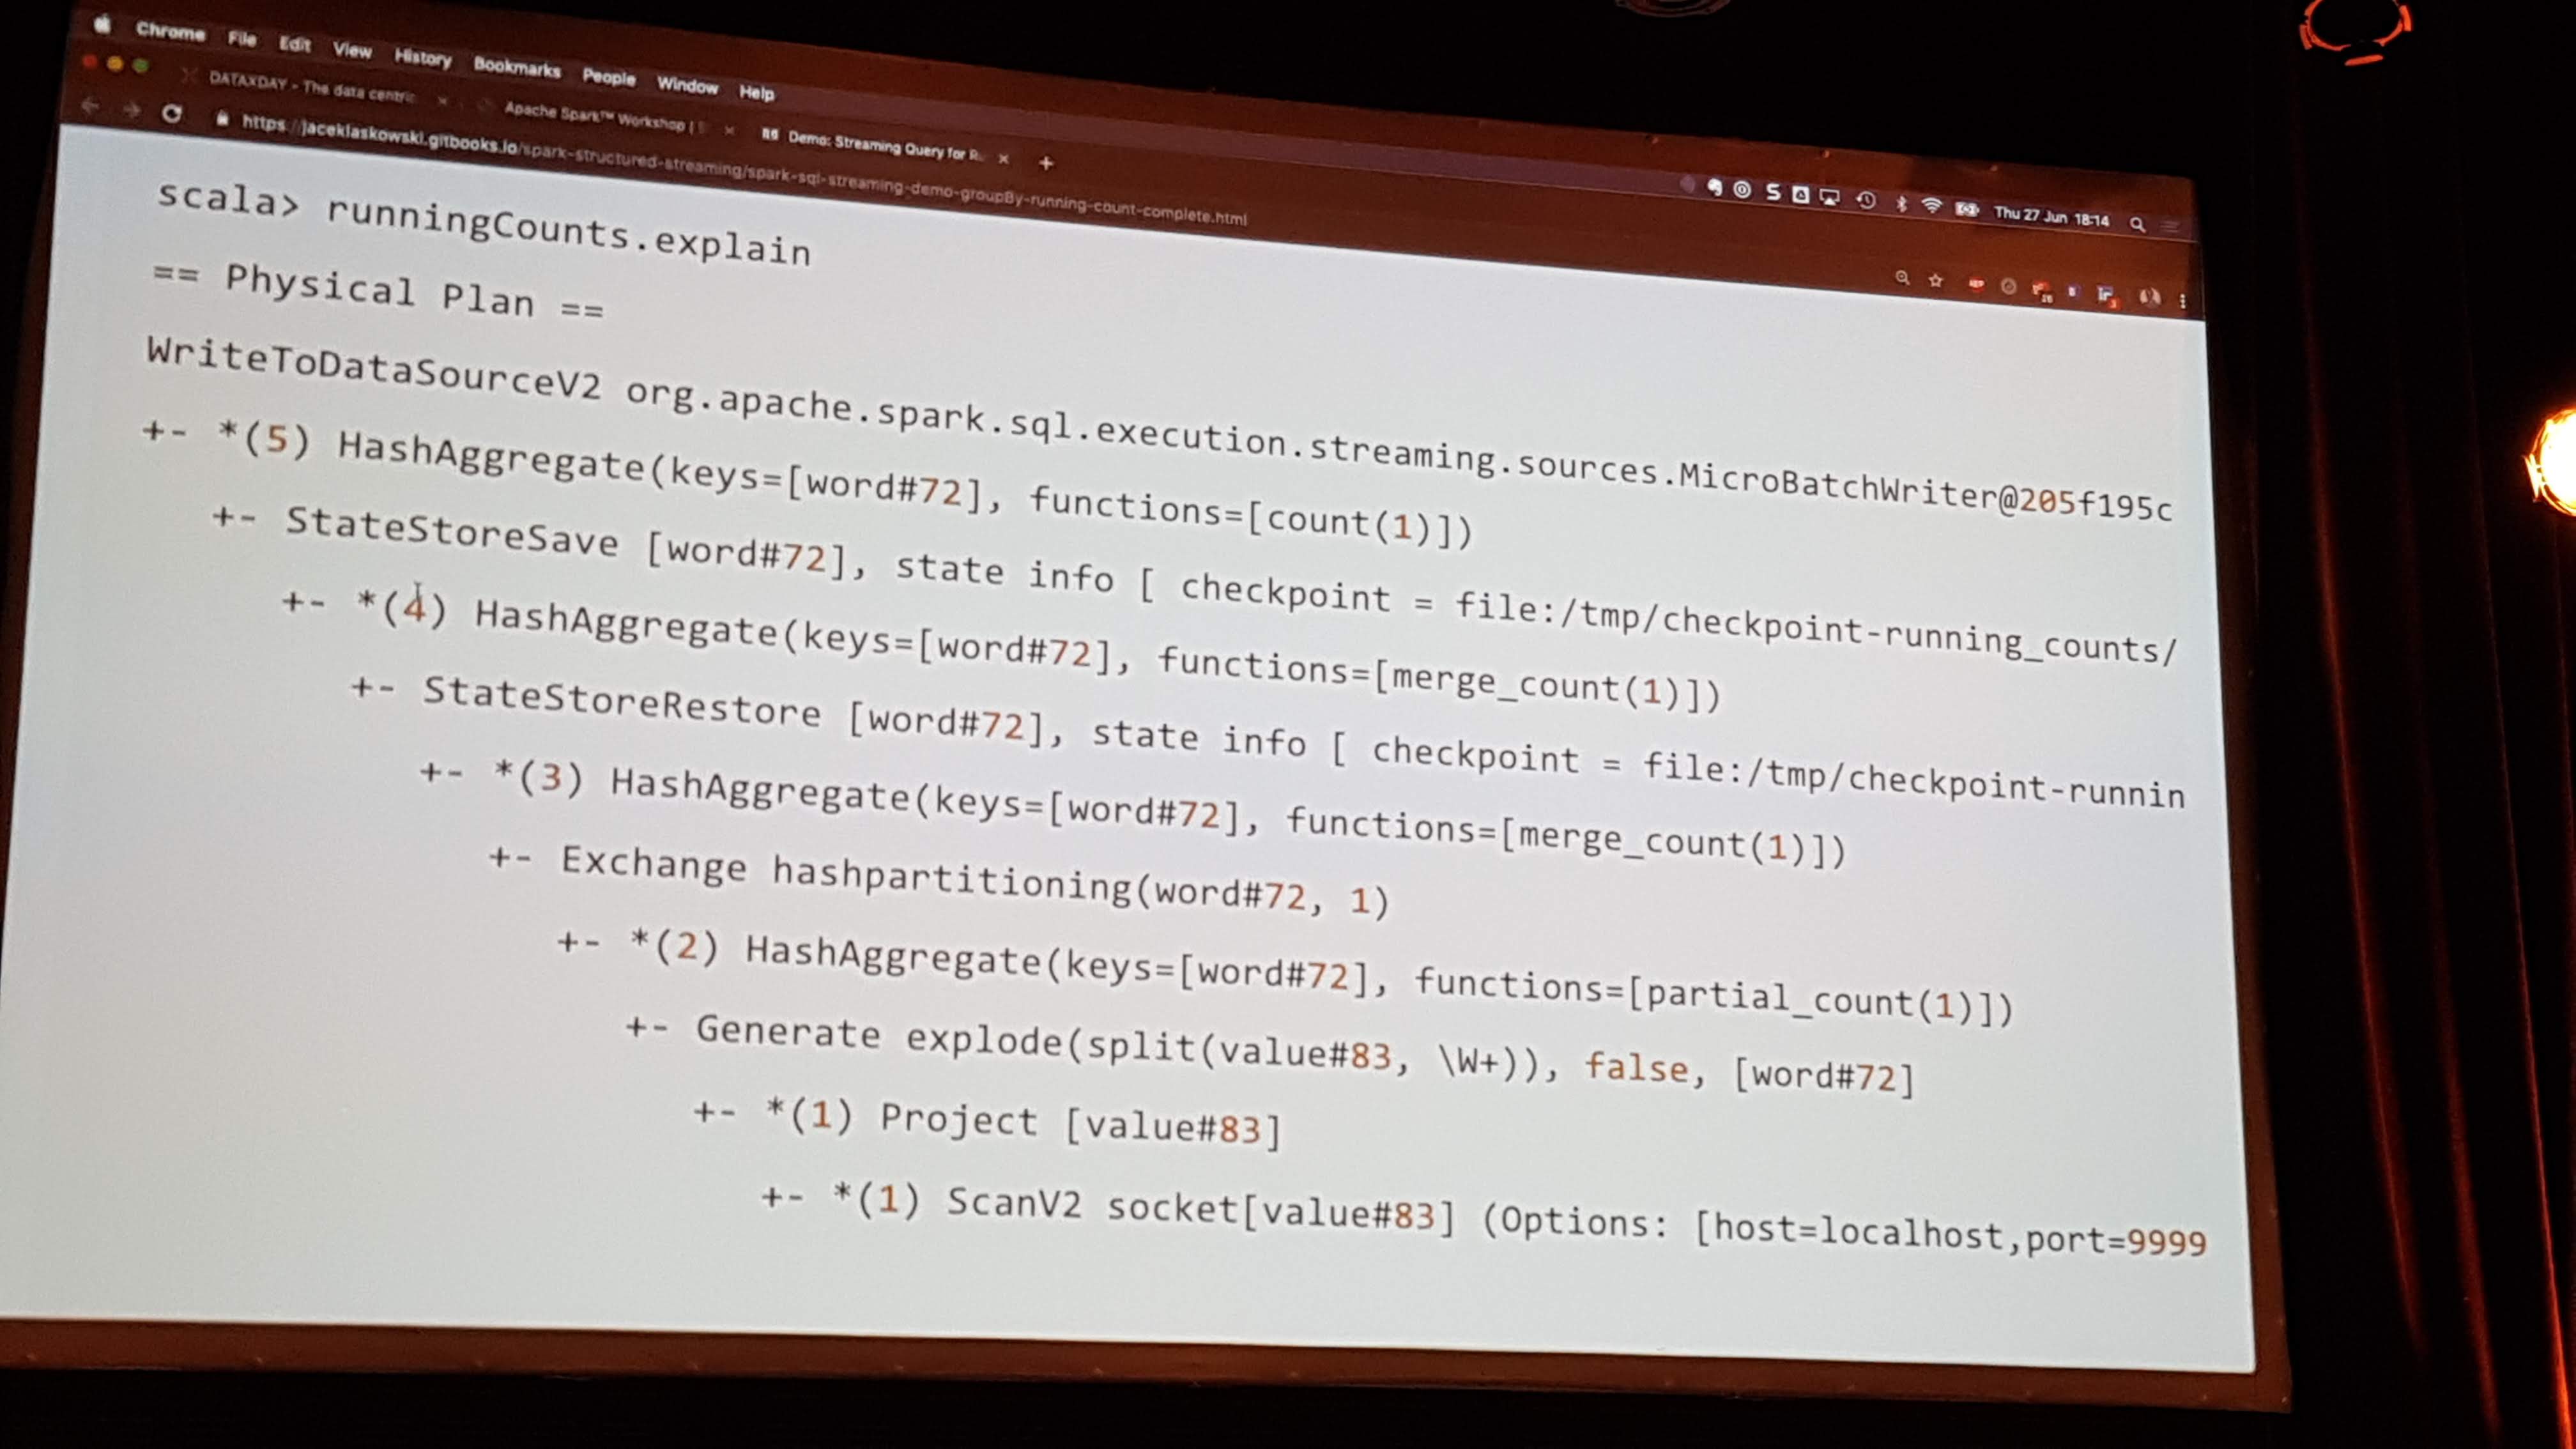 Chrome File Edit View History Bookmarks People Window Help
Thu 27 Jun 18:14
DATAXDAY - The data centric
Apache Spark™ Workshop |
Demo: Streaming Query for R
https://jaceklaskowski.gitbooks.io/spark-structured-streaming/spark-sql-streaming-demo-groupBy-running-count-complete.html
scala> runningCounts.explain
== Physical Plan ==
WriteToDataSourceV2 org.apache.spark.sql.execution.streaming.sources.MicroBatchWriter@205f195c
+- *(5) HashAggregate(keys=[word#72], functions=[count(1)])
+- StateStoreSave [word#72], state info [ checkpoint = file:/tmp/checkpoint-running_counts/
+- *(4) HashAggregate(keys=[word#72], functions=[merge_count(1)])
+- StateStoreRestore [word#72], state info [ checkpoint = file:/tmp/checkpoint-runnin
+- *(3) HashAggregate(keys=[word#72], functions=[merge_count(1)])
+- Exchange hashpartitioning(word#72, 1)
+- *(2) HashAggregate(keys=[word#72], functions=[partial_count(1)])
+- Generate explode(split(value#83, \W+)), false, [word#72]
+- *(1) Project [value#83]
+- *(1) ScanV2 socket[value#83] (Options: [host=localhost,port=9999